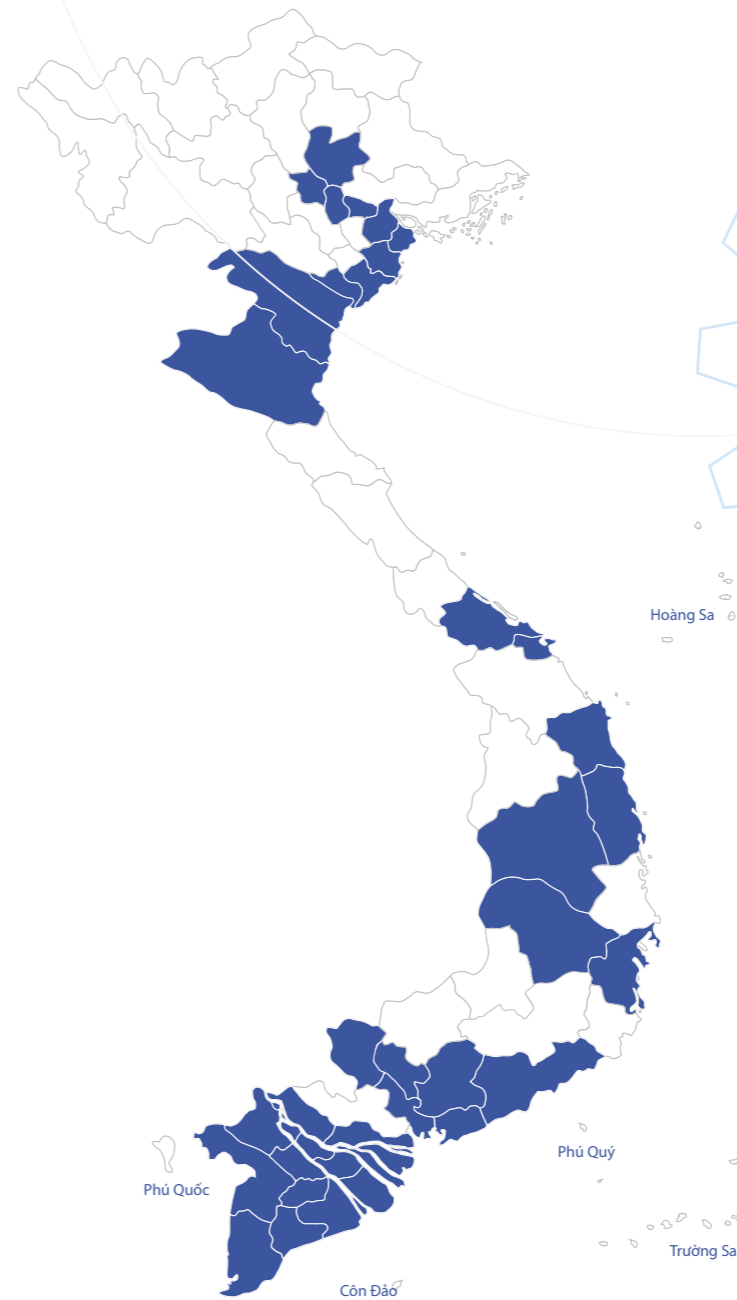 Hoàng Sa
Phú Quý
Phú Quốc
Trường Sa
Côn Đảo